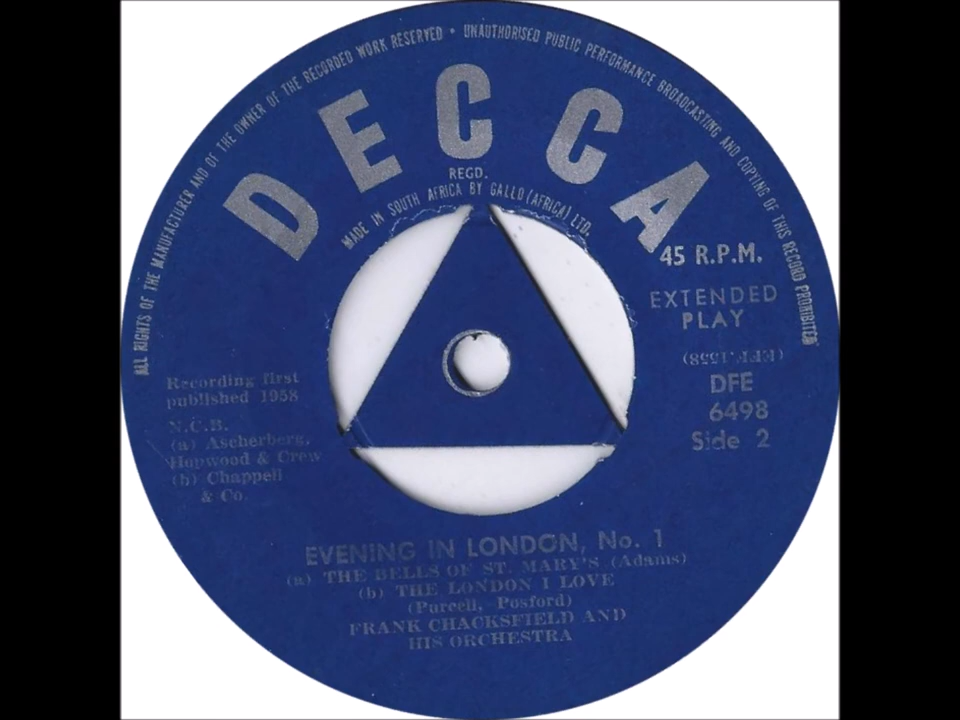 ALL RIGHTS OF THE MANUFACTURER AND OF THE OWNER OF THE RECORDED WORK RESERVED • UNAUTHORISED PUBLIC PERFORMANCE BROADCASTING AND COPYING OF THIS RECORD PROHIBITED
DECCA
REGD.
MADE IN SOUTH AFRICA BY GALLO (AFRICA) LTD.
45 R.P.M.
EXTENDED
PLAY
(EFF.1558)
DFE
6498
Side 2
Recording first
published 1958
N.C.B.
(a) Ascherberg,
Hopwood & Crew
(b) Chappell
& Co.
EVENING IN LONDON, No. 1
(a) THE BELLS OF ST. MARY'S (Adams)
(b) THE LONDON I LOVE
(Purcell, Posford)
FRANK CHACKSFIELD AND
HIS ORCHESTRA